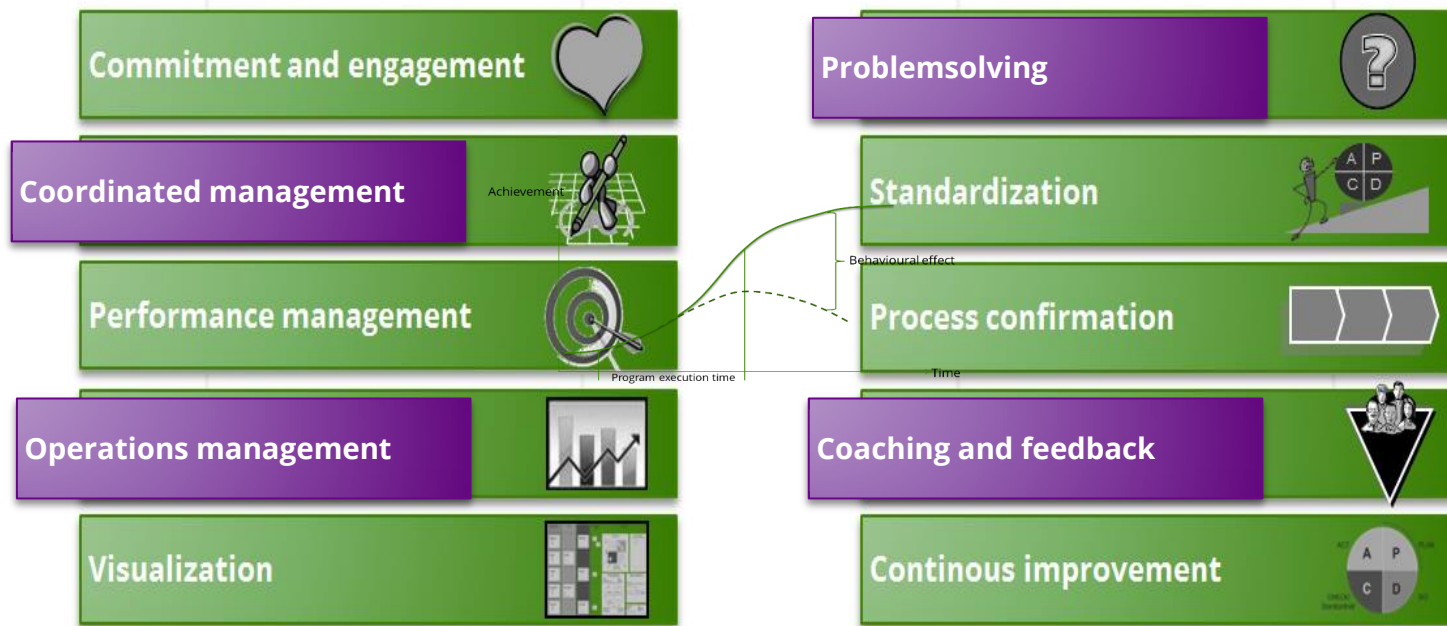 Commitment and engagement
Coordinated management
Performance management
Operations management
Visualization
Problemsolving
Standardization
A P
C D
Process confirmation
Coaching and feedback
Continous improvement
A P
C D
Achievement
Behavioural effect
Program execution time
Time